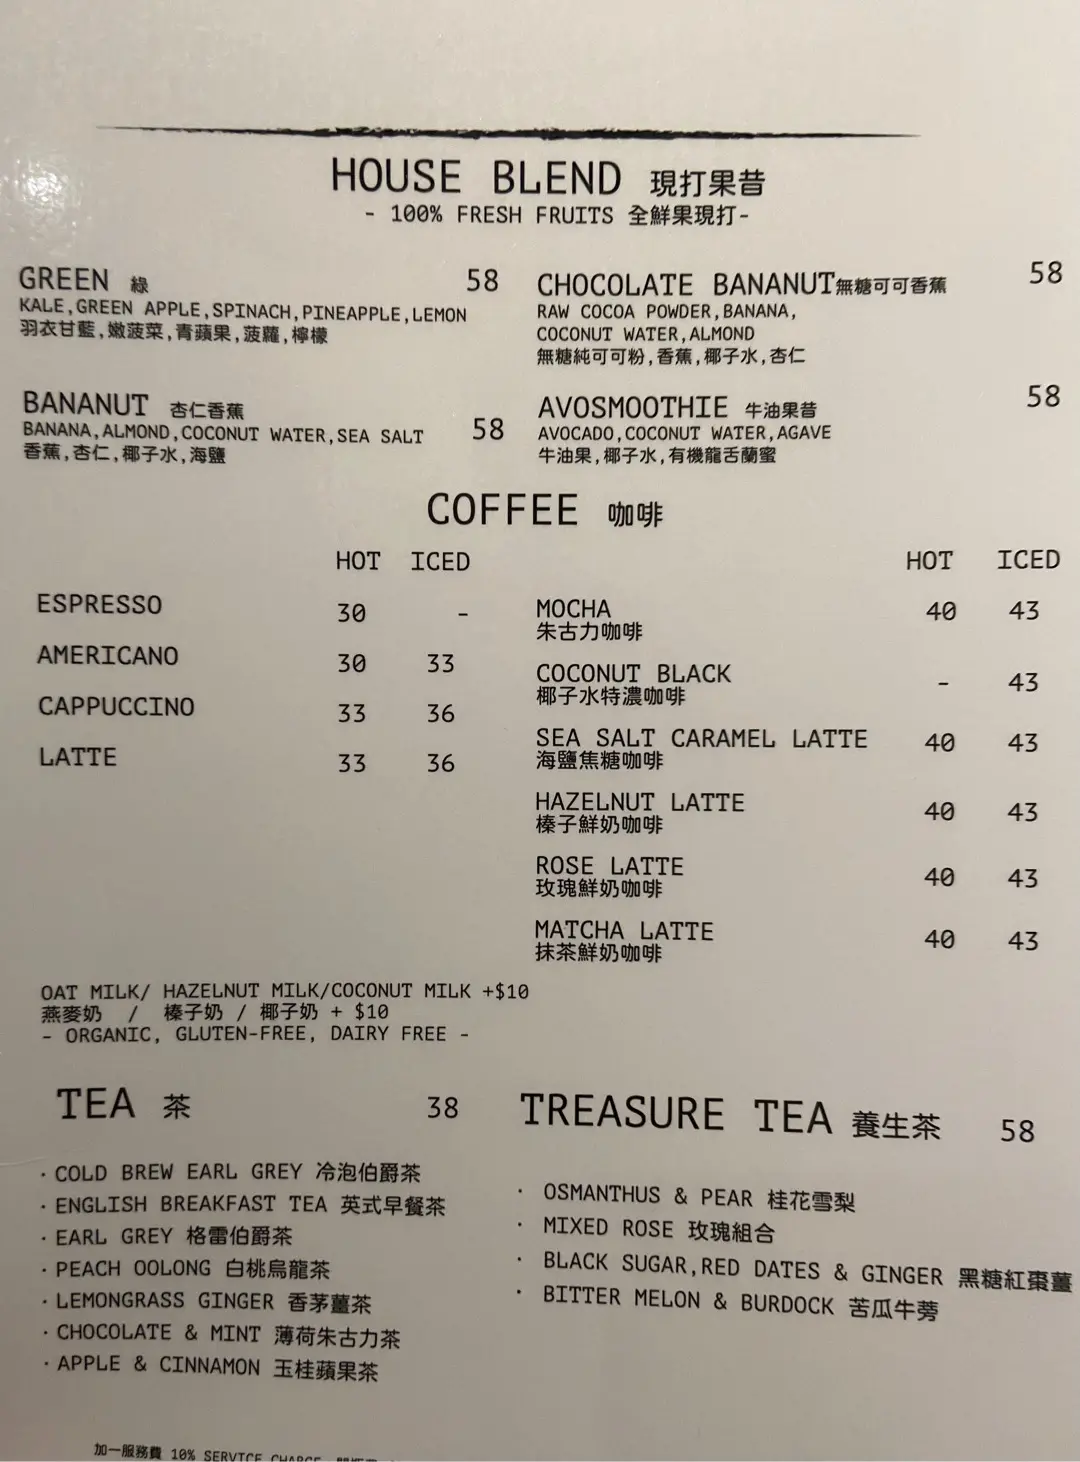 HOUSE BLEND 現打果昔
- 100% FRESH FRUITS 全鮮果現打-
GREEN 綠 58
KALE,GREEN APPLE,SPINACH,PINEAPPLE,LEMON
羽衣甘藍,嫩菠菜,青蘋果,菠蘿,檸檬
CHOCOLATE BANANUT無糖可可香蕉 58
RAW COCOA POWDER,BANANA,
COCONUT WATER,ALMOND
無糖純可可粉,香蕉,椰子水,杏仁
BANANUT 杏仁香蕉
BANANA,ALMOND,COCONUT WATER,SEA SALT 58
香蕉,杏仁,椰子水,海鹽
AVOSMOOTHIE 牛油果昔 58
AVOCADO,COCONUT WATER,AGAVE
牛油果,椰子水,有機龍舌蘭蜜
COFFEE 咖啡
HOT ICED
ESPRESSO 30 -
AMERICANO 30 33
CAPPUCCINO 33 36
LATTE 33 36
HOT ICED
MOCHA 40 43
朱古力咖啡
COCONUT BLACK - 43
椰子水特濃咖啡
SEA SALT CARAMEL LATTE 40 43
海鹽焦糖咖啡
HAZELNUT LATTE 40 43
榛子鮮奶咖啡
ROSE LATTE 40 43
玫瑰鮮奶咖啡
MATCHA LATTE 40 43
抹茶鮮奶咖啡
OAT MILK/ HAZELNUT MILK/COCONUT MILK +$10
燕麥奶 / 榛子奶 / 椰子奶 + $10
- ORGANIC, GLUTEN-FREE, DAIRY FREE -
TEA 茶 38
· COLD BREW EARL GREY 冷泡伯爵茶
· ENGLISH BREAKFAST TEA 英式早餐茶
· EARL GREY 格雷伯爵茶
· PEACH OOLONG 白桃烏龍茶
· LEMONGRASS GINGER 香茅薑茶
· CHOCOLATE & MINT 薄荷朱古力茶
· APPLE & CINNAMON 玉桂蘋果茶
TREASURE TEA 養生茶 58
· OSMANTHUS & PEAR 桂花雪梨
· MIXED ROSE 玫瑰組合
· BLACK SUGAR,RED DATES & GINGER 黑糖紅棗薑
· BITTER MELON & BURDOCK 苦瓜牛蒡
加一服務費 10% SERVICE CHARGE